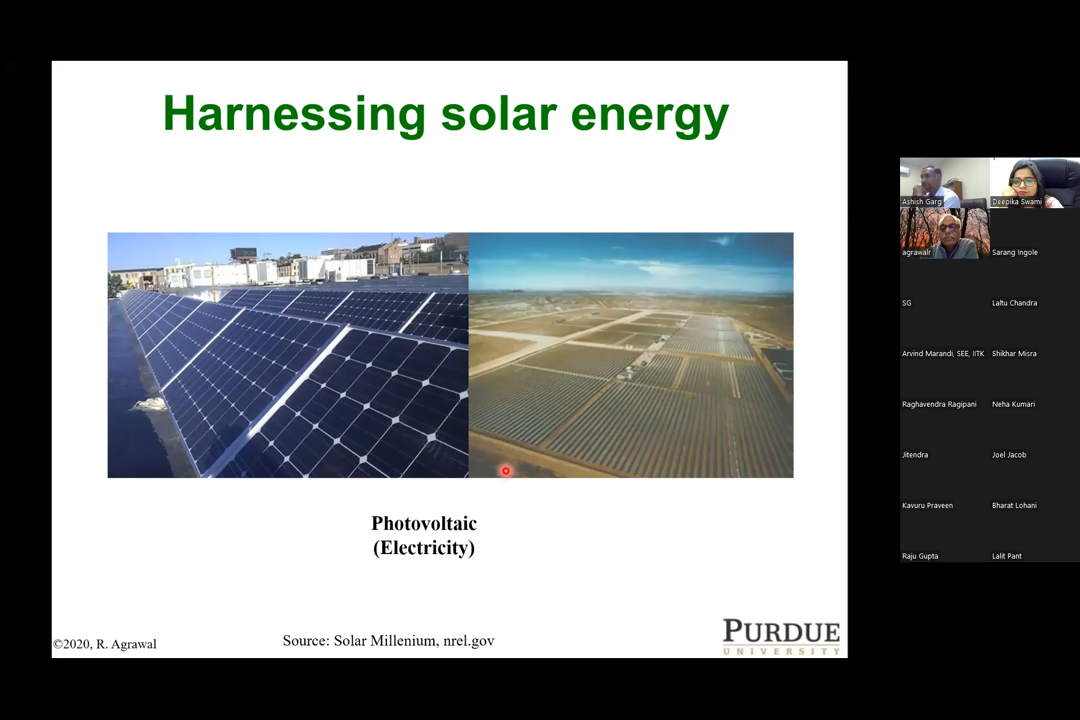 Harnessing solar energy
Photovoltaic
(Electricity)
©2020, R. Agrawal
Source: Solar Millenium, nrel.gov
PURDUE
UNIVERSITY
Ashish Garg
Deepika Swami
agrawalr
Sarang Ingole
SG
Laltu Chandra
Arvind Marandi, SEE, IITK
Shikhar Misra
Raghavendra Ragipani
Neha Kumari
Jitendra
Joel Jacob
Kavuru Praveen
Bharat Lohani
Raju Gupta
Lalit Pant